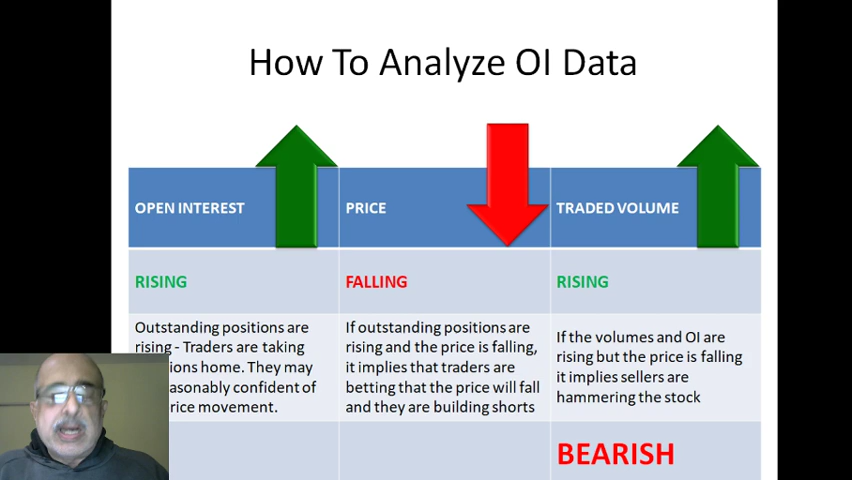 How To Analyze OI Data
OPEN INTEREST
PRICE
TRADED VOLUME
RISING
FALLING
RISING
Outstanding positions are
rising - Traders are taking
home. They may
confident of
movement.
If outstanding positions are
rising and the price is falling,
it implies that traders are
betting that the price will fall
and they are building shorts
If the volumes and OI are
rising but the price is falling
it implies sellers are
hammering the stock
BEARISH